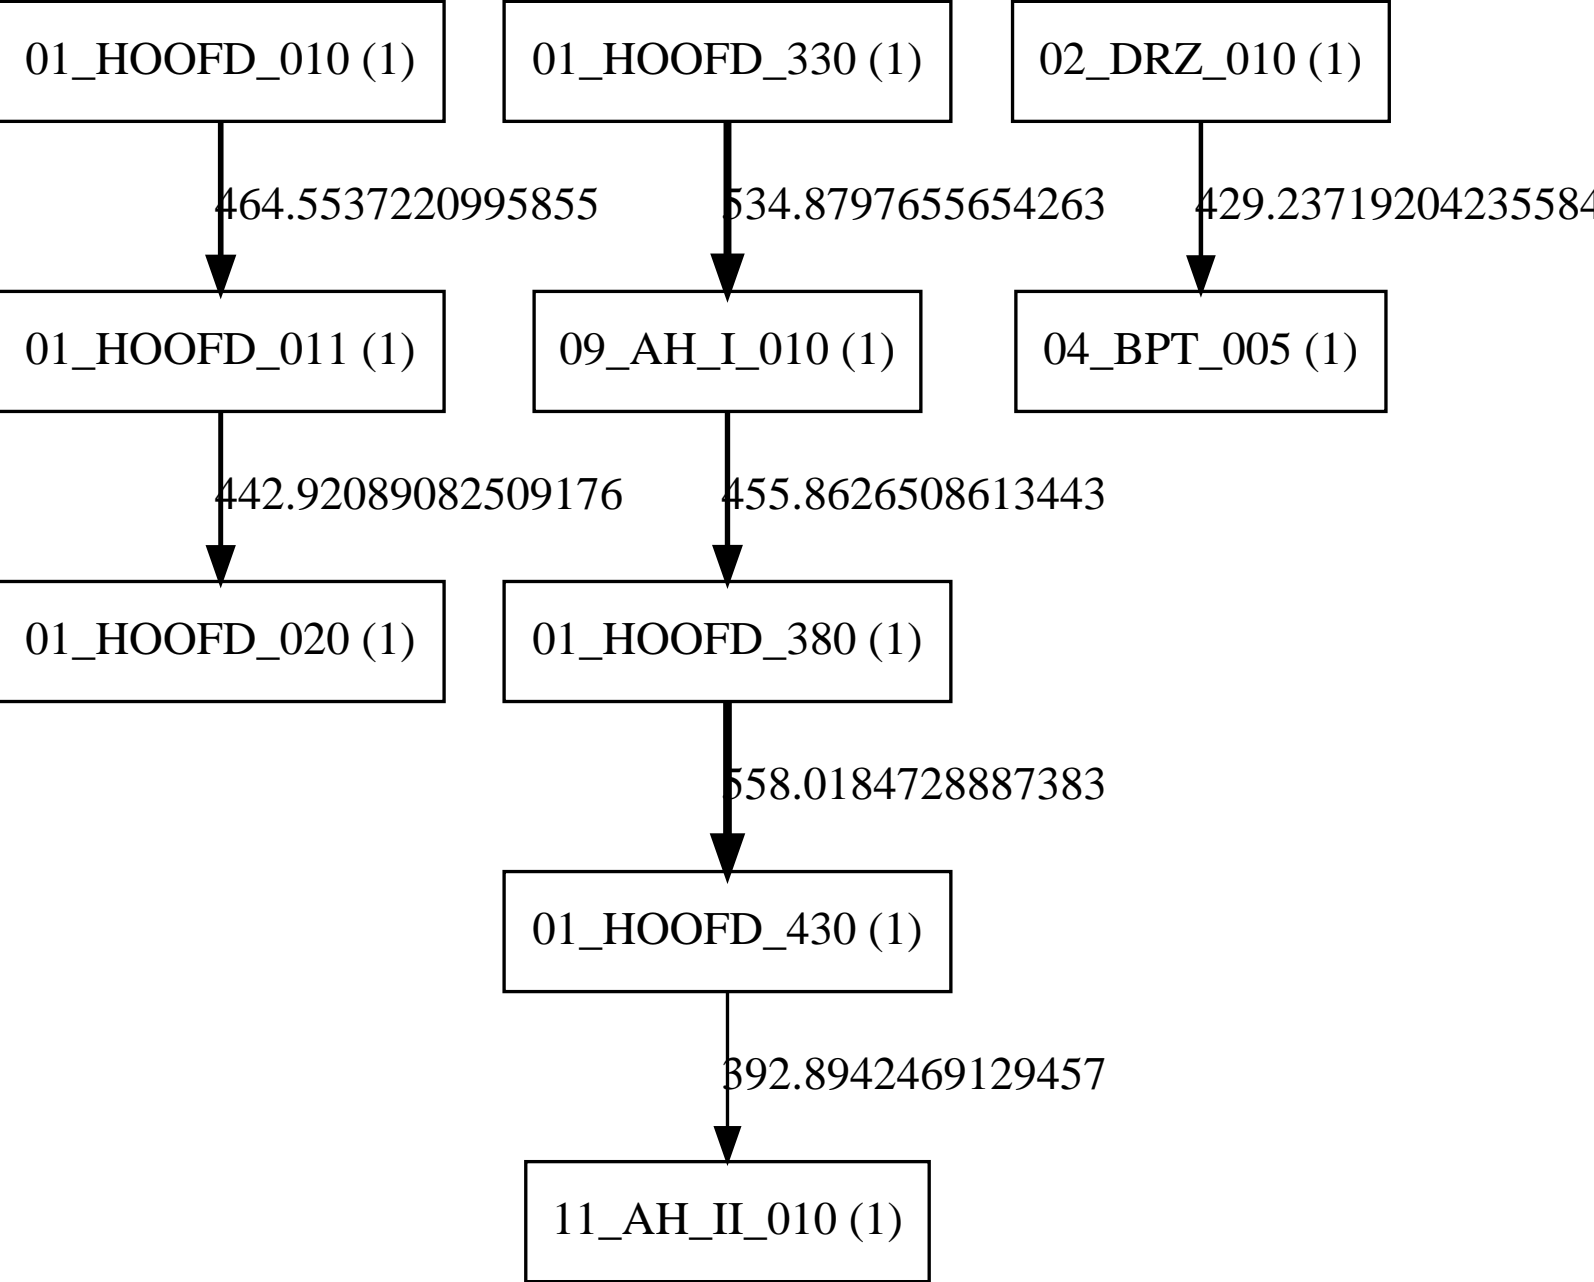 01_HOOFD_010 (1)
01_HOOFD_330 (1)
02_DRZ_010 (1)
464.5537220995855
534.8797655654263
429.23719204235584
01_HOOFD_011 (1)
09_AH_I_010 (1)
04_BPT_005 (1)
442.92089082509176
455.8626508613443
01_HOOFD_020 (1)
01_HOOFD_380 (1)
558.0184728887383
01_HOOFD_430 (1)
392.8942469129457
11_AH_II_010 (1)